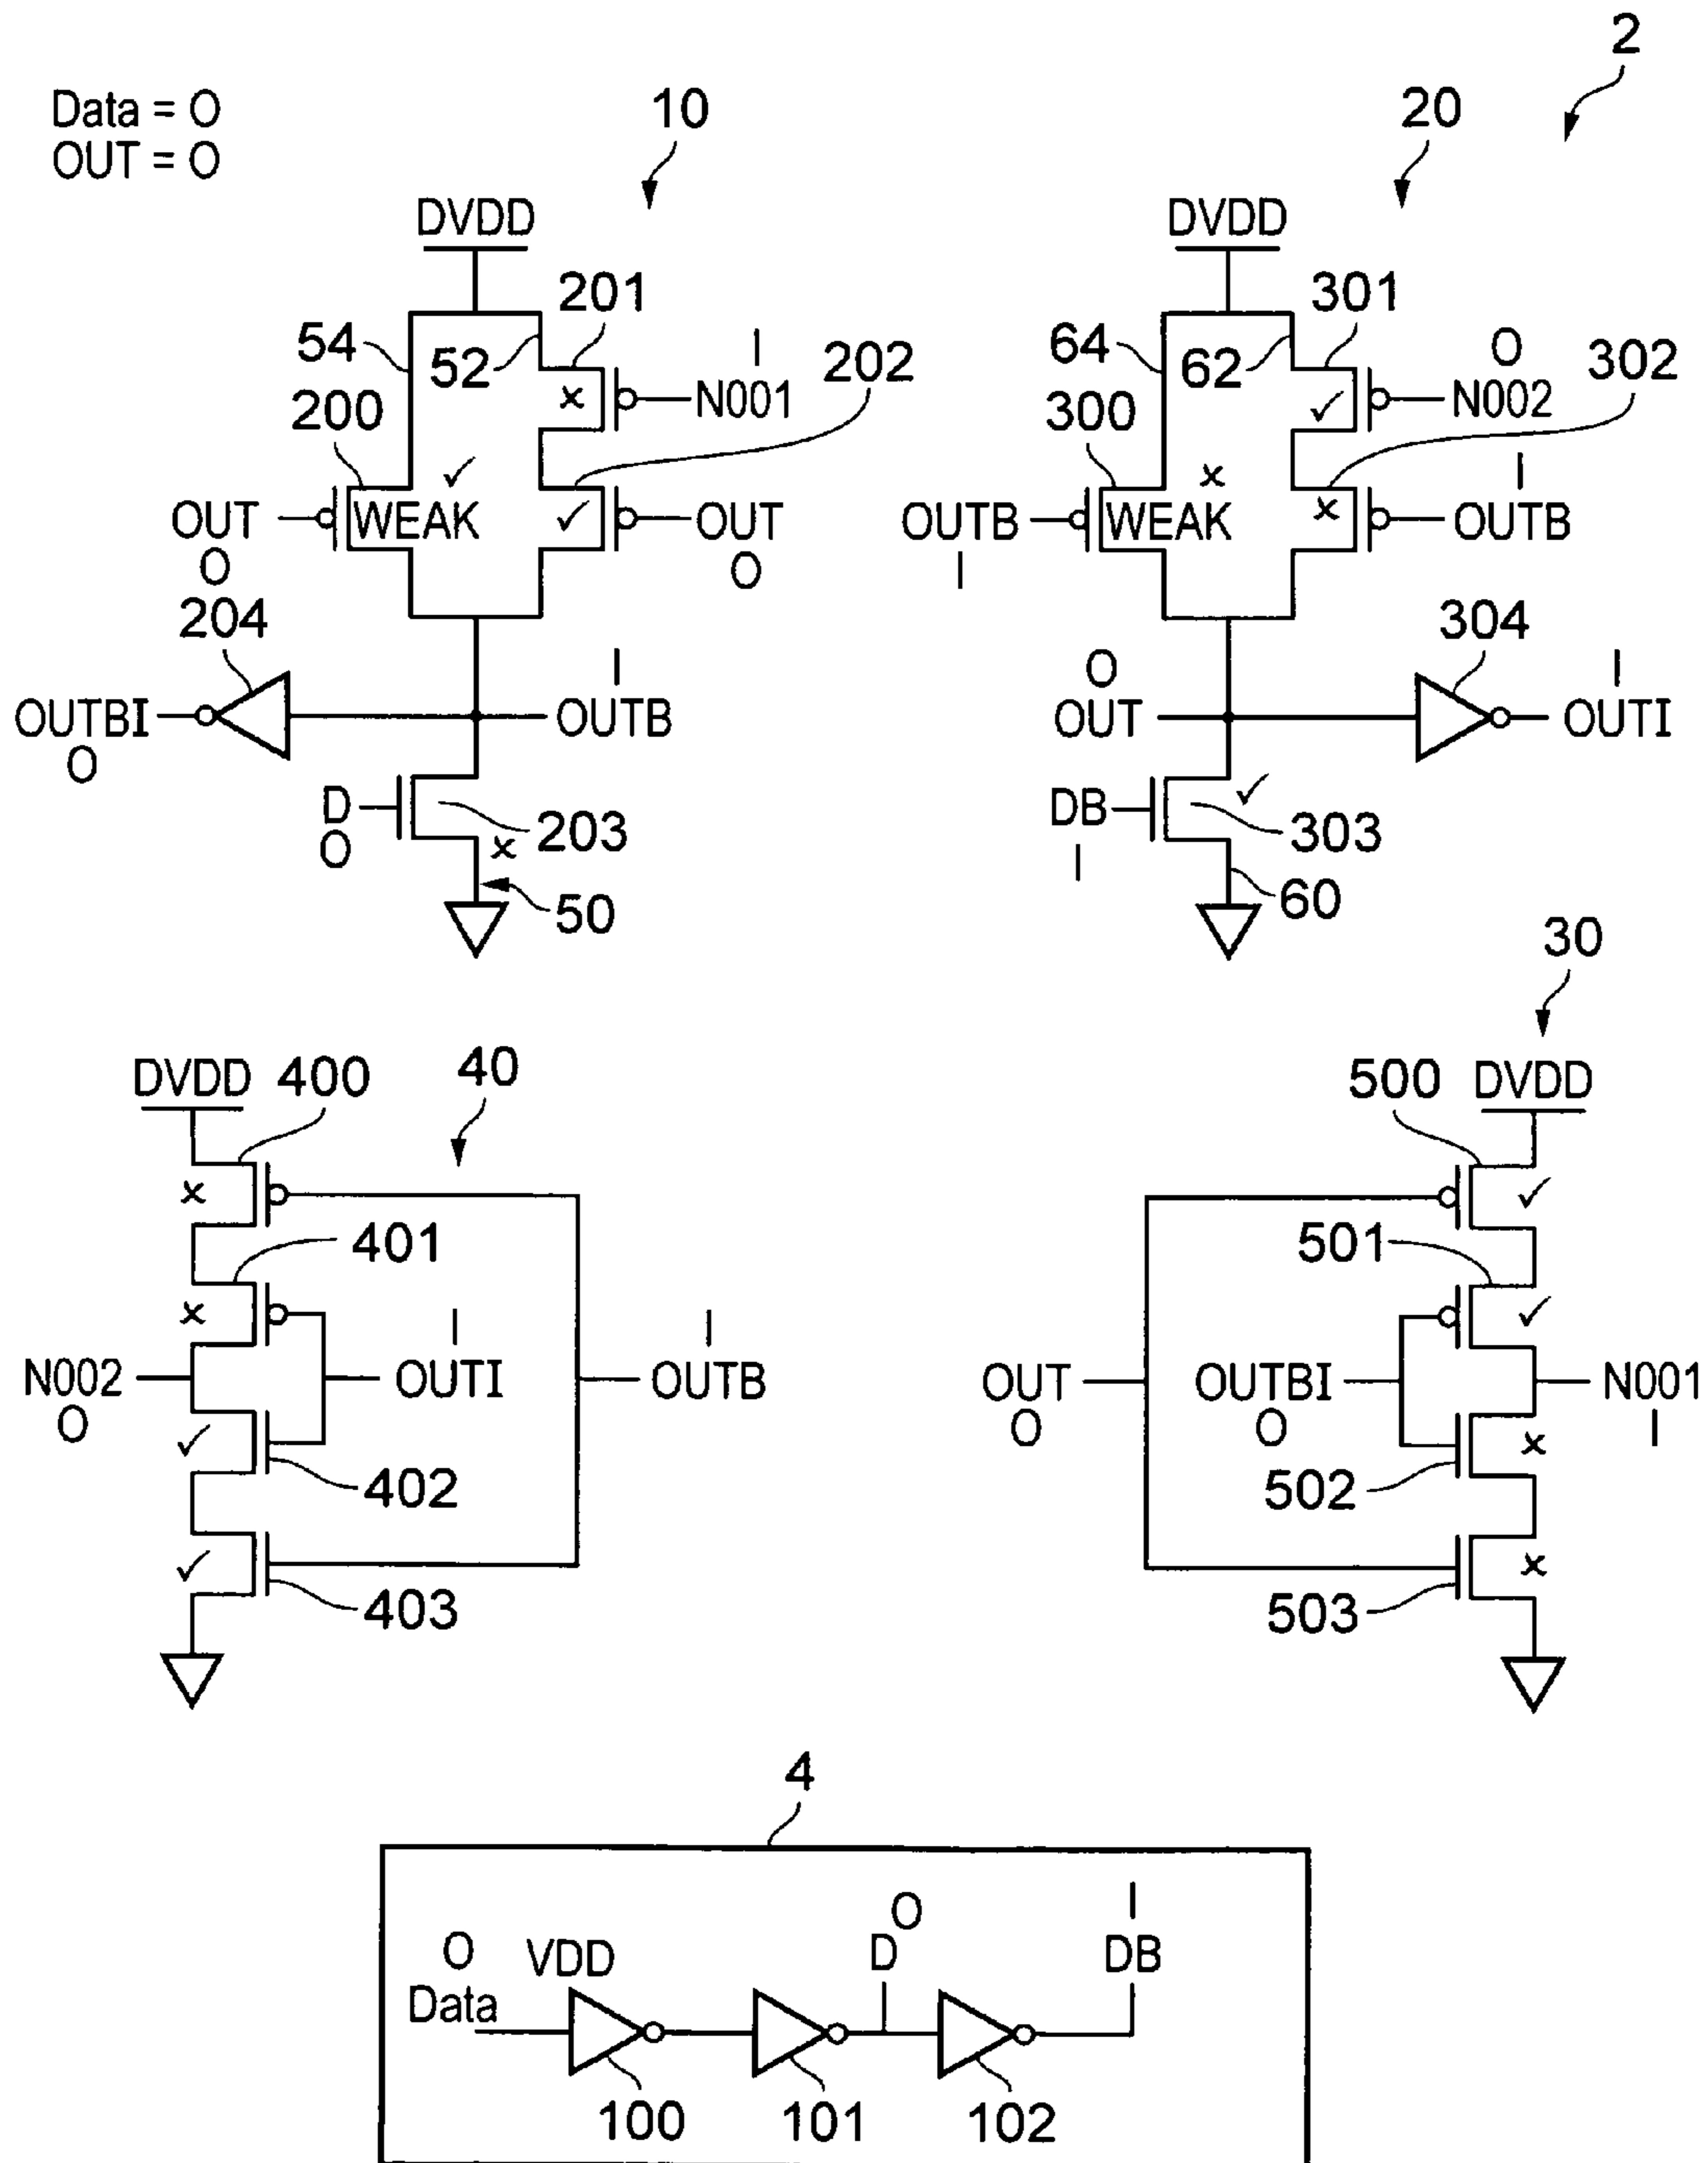 2
Data = O
OUT = O
10
20
DVDD
DVDD
201
301
54
52
I
202
64
62
O
302
200
x
N001
300
✓
N002
✓
x
I
OUT
WEAK
✓
OUT
OUTB
WEAK
x
OUTB
O
O
I
204
304
I
O
I
OUTBI
OUTB
OUT
OUTI
O
D
203
DB
✓
303
O
x
I
50
60
30
DVDD
400
40
500
DVDD
x
✓
401
501
x
I
I
✓
N002
OUTI
OUTB
OUT
OUTBI
N001
O
O
O
I
✓
x
402
502
✓
x
403
503
4
O
I
O
VDD
D
DB
Data
100
101
102